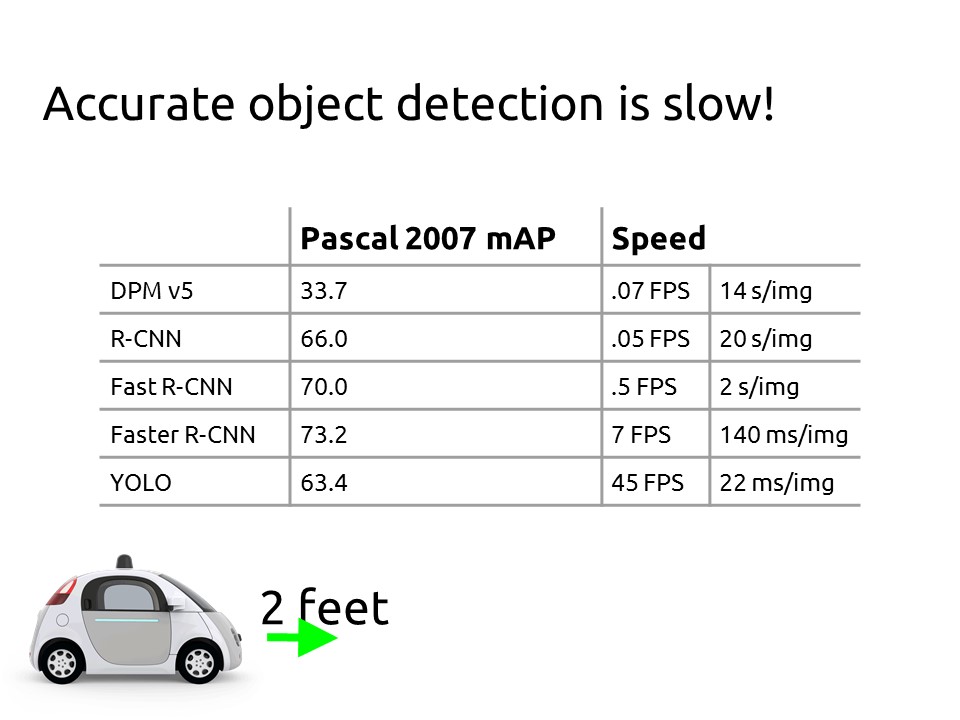 Accurate object detection is slow!
Pascal 2007 mAP Speed
DPM v5 33.7 .07 FPS 14 s/img
R-CNN 66.0 .05 FPS 20 s/img
Fast R-CNN 70.0 .5 FPS 2 s/img
Faster R-CNN 73.2 7 FPS 140 ms/img
YOLO 63.4 45 FPS 22 ms/img
2 feet